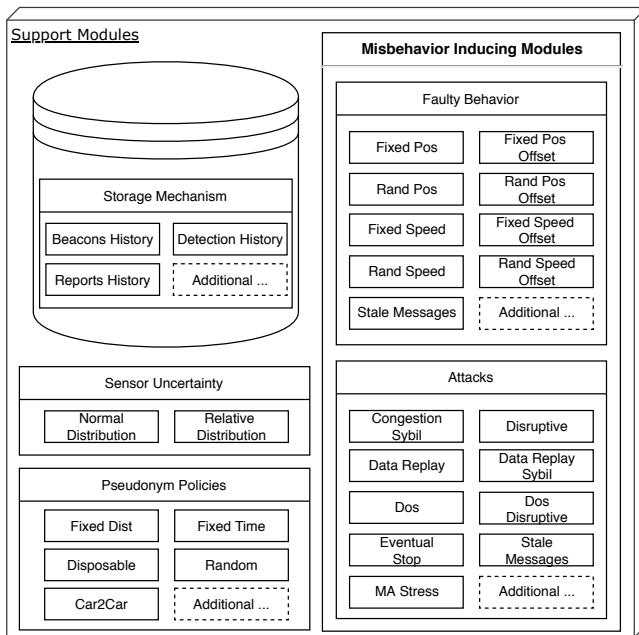 Support Modules
Storage Mechanism
Beacons History
Detection History
Reports History
Additional ...
Sensor Uncertainty
Normal
Distribution
Relative
Distribution
Pseudonym Policies
Fixed Dist
Fixed Time
Disposable
Random
Car2Car
Additional ...
Misbehavior Inducing Modules
Faulty Behavior
Fixed Pos
Fixed Pos
Offset
Rand Pos
Rand Pos
Offset
Fixed Speed
Fixed Speed
Offset
Rand Speed
Rand Speed
Offset
Stale Messages
Additional ...
Attacks
Congestion
Sybil
Disruptive
Data Replay
Data Replay
Sybil
Dos
Dos
Disruptive
Eventual
Stop
Stale
Messages
MA Stress
Additional ...